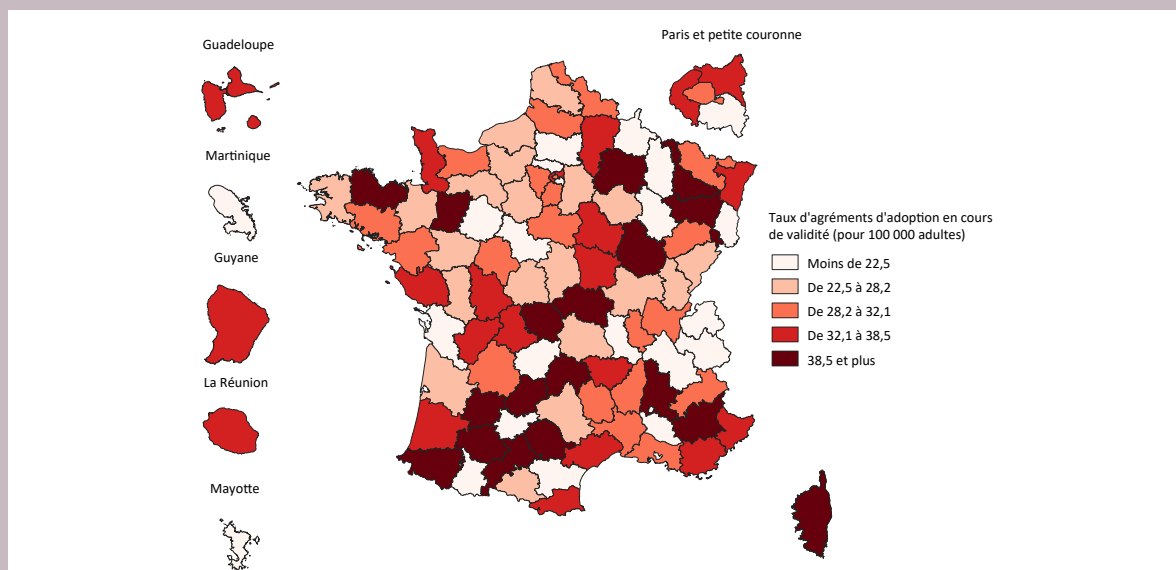 Guadeloupe
Paris et petite couronne
Martinique
Guyane
La Réunion
Mayotte
Taux d'agréments d'adoption en cours
de validité (pour 100 000 adultes)
Moins de 22,5
De 22,5 à 28,2
De 28,2 à 32,1
De 32,1 à 38,5
38,5 et plus